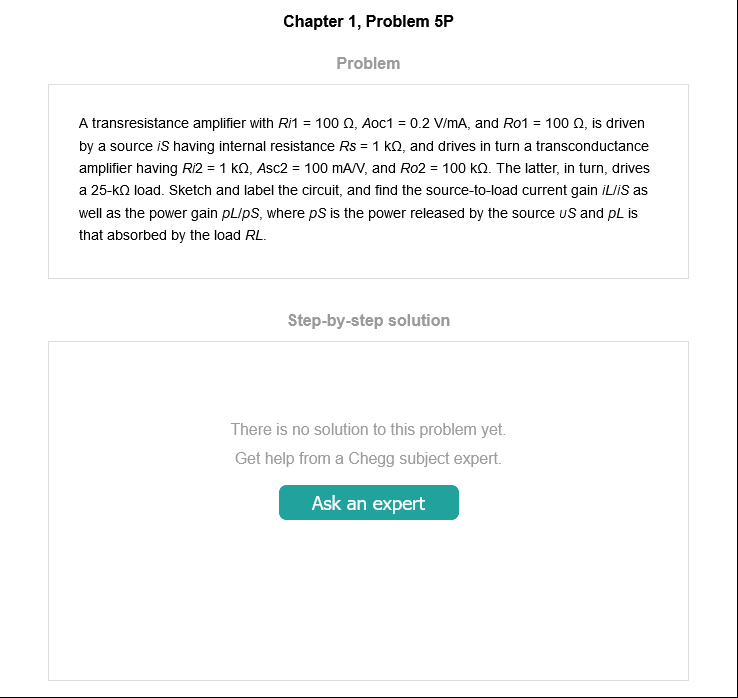 Chapter 1, Problem 5P
Problem
A transresistance amplifier with Ri1 = 100 Ω, Aoc1 = 0.2 V/mA, and Ro1 = 100 Ω, is driven
by a source iS having internal resistance Rs = 1 kΩ, and drives in turn a transconductance
amplifier having Ri2 = 1 kΩ, Asc2 = 100 mA/V, and Ro2 = 100 kΩ. The latter, in turn, drives
a 25-kΩ load. Sketch and label the circuit, and find the source-to-load current gain iL/iS as
well as the power gain pL/pS, where pS is the power released by the source υS and pL is
that absorbed by the load RL.
Step-by-step solution
There is no solution to this problem yet.
Get help from a Chegg subject expert.
Ask an expert